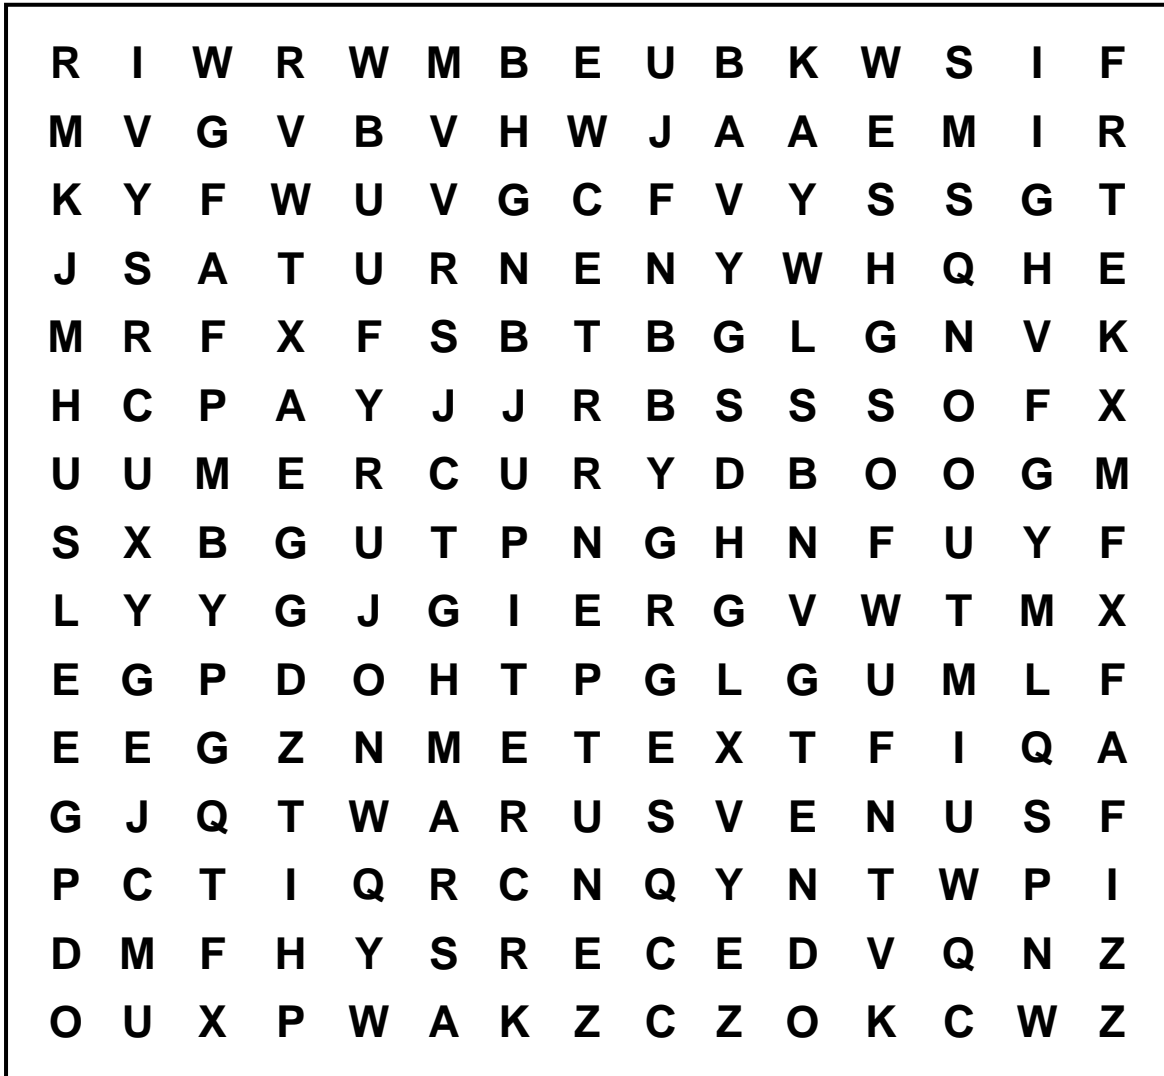 R I W R W M B E U B K W S I F
M V G V B V H W J A A E M I R
K Y F W U V G C F V Y S S G T
J S A T U R N E N Y W H Q H E
M R F X F S B T B G L G N V K
H C P A Y J J R B S S S O F X
U U M E R C U R Y D B O O G M
S X B G U T P N G H N F U Y F
L Y Y G J G I E R G V W T M X
E G P D O H T P G L G U M L F
E E G Z N M E T E X T F I Q A
G J Q T W A R U S V E N U S F
P C T I Q R C N Q Y N T W P I
D M F H Y S R E C E D V Q N Z
O U X P W A K Z C Z O K C W Z